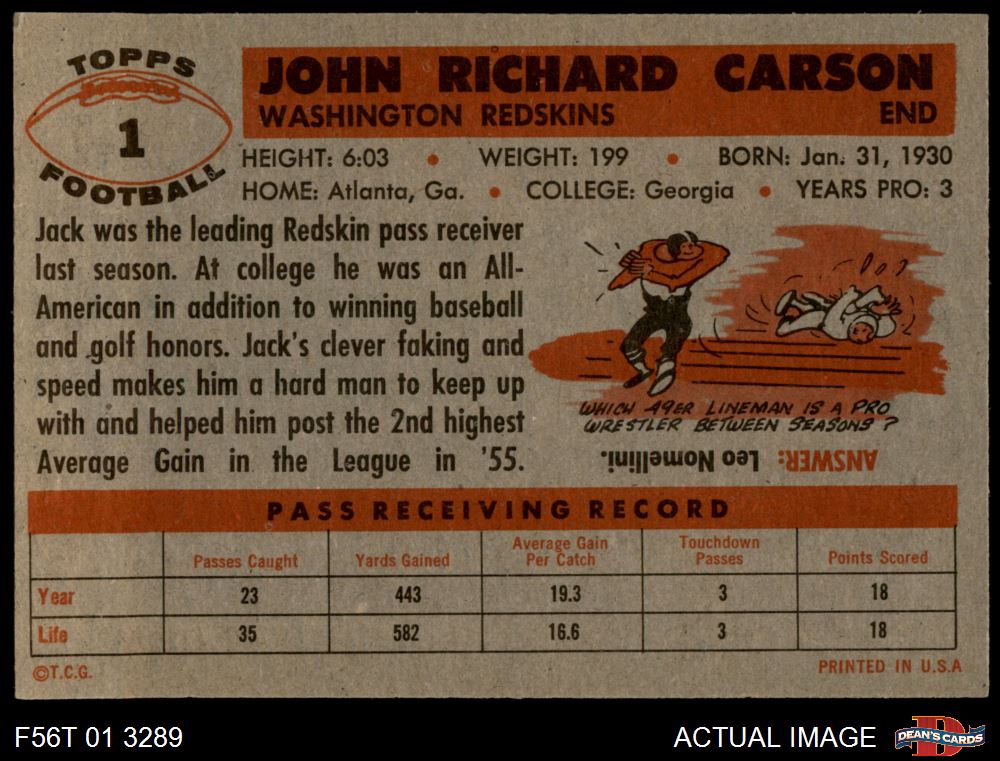 TOPPS
1
FOOTBALL
JOHN RICHARD CARSON
WASHINGTON REDSKINS END
HEIGHT: 6:03 • WEIGHT: 199 • BORN: Jan. 31, 1930
HOME: Atlanta, Ga. • COLLEGE: Georgia • YEARS PRO: 3
Jack was the leading Redskin pass receiver
last season. At college he was an All-
American in addition to winning baseball
and golf honors. Jack's clever faking and
speed makes him a hard man to keep up
with and helped him post the 2nd highest
Average Gain in the League in '55.
WHICH 49ER LINEMAN IS A PRO
WRESTLER BETWEEN SEASONS?
ANSWER: Leo Nomellini.
PASS RECEIVING RECORD
Passes Caught Yards Gained Average Gain Per Catch Touchdown Passes Points Scored
Year 23 443 19.3 3 18
Life 35 582 16.6 3 18
©T.C.G. PRINTED IN U.S.A
F56T 01 3289 ACTUAL IMAGE DEAN'S CARDS